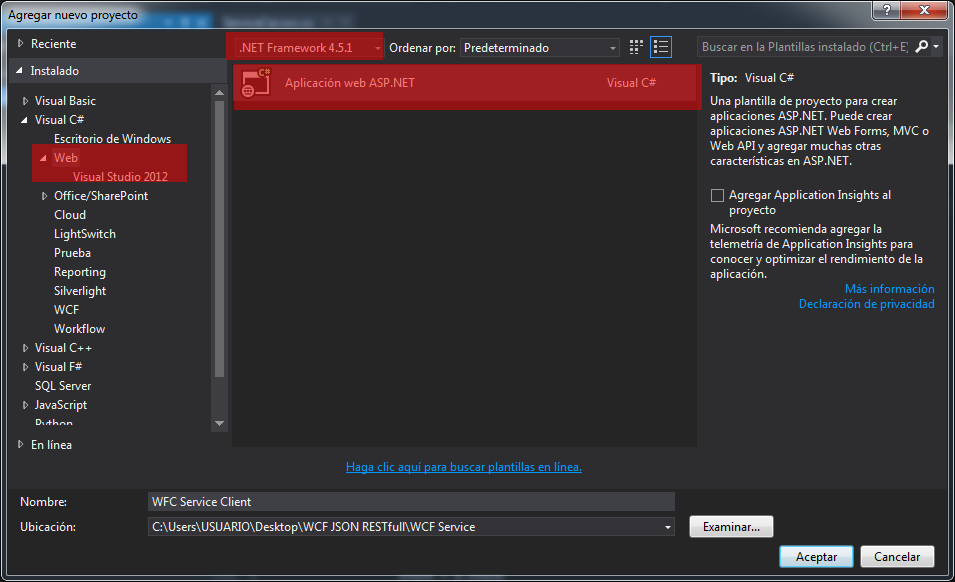 Agregar nuevo proyecto
Reciente
Instalado
Visual Basic
Visual C#
Escritorio de Windows
Web
Visual Studio 2012
Office/SharePoint
Cloud
LightSwitch
Prueba
Reporting
Silverlight
WCF
Workflow
Visual C++
Visual F#
SQL Server
JavaScript
Python
En línea
.NET Framework 4.5.1
Ordenar por: Predeterminado
C#
Aplicación web ASP.NET Visual C#
Haga clic aquí para buscar plantillas en línea.
Buscar en la Plantillas instalado (Ctrl+E)
Tipo: Visual C#
Una plantilla de proyecto para crear
aplicaciones ASP.NET. Puede crear
aplicaciones ASP.NET Web Forms, MVC o
Web API y agregar muchas otras
características en ASP.NET.
Agregar Application Insights al
proyecto
Microsoft recomienda agregar la
telemetría de Application Insights para
conocer y optimizar el rendimiento de la
aplicación.
Más información
Declaración de privacidad
Nombre: WFC Service Client
Ubicación: C:\Users\USUARIO\Desktop\WCF JSON RESTfull\WCF Service
Examinar...
Aceptar Cancelar